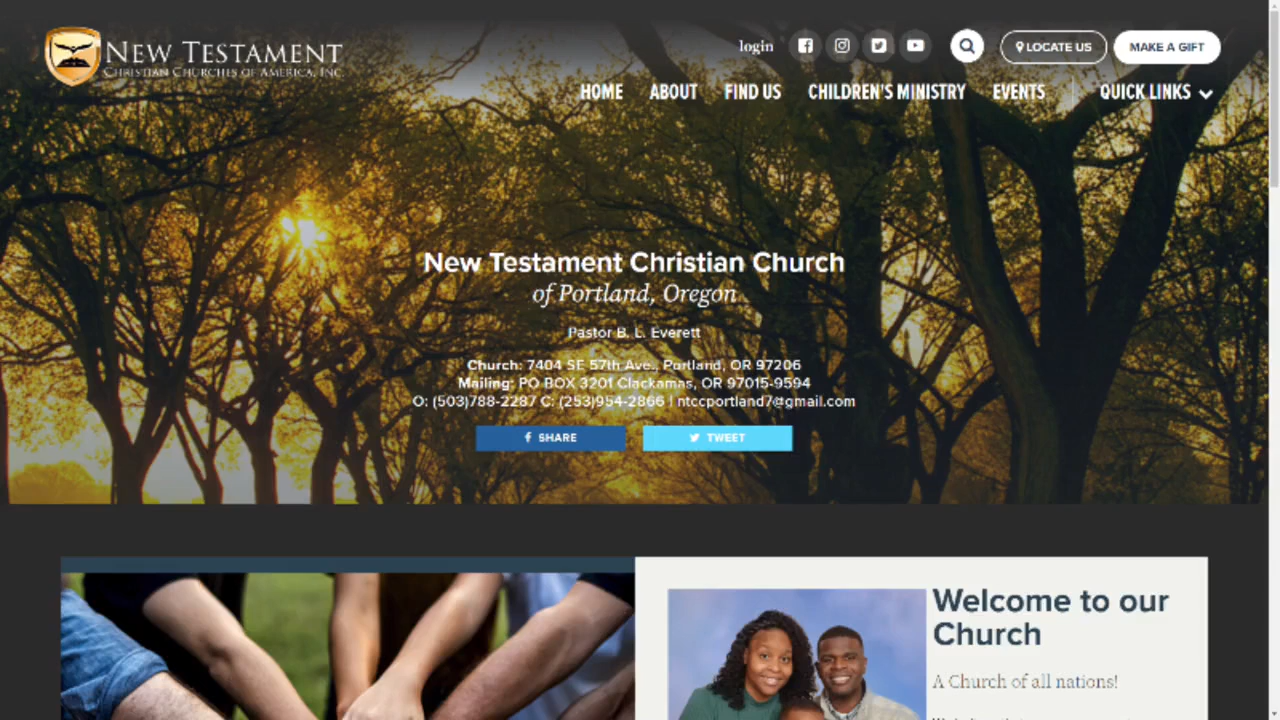 New Testament
Christian Churches of America, Inc.
login
LOCATE US
MAKE A GIFT
HOME ABOUT FIND US CHILDREN'S MINISTRY EVENTS QUICK LINKS
New Testament Christian Church
of Portland, Oregon
Pastor B. L. Everett
Church: 7404 SE 57th Ave., Portland, OR 97206
Mailing: PO BOX 3201 Clackamas, OR 97015-9594
O: (503)788-2287 C: (253)954-2866 | ntccportland7@gmail.com
SHARE
TWEET
Welcome to our
Church
A Church of all nations!